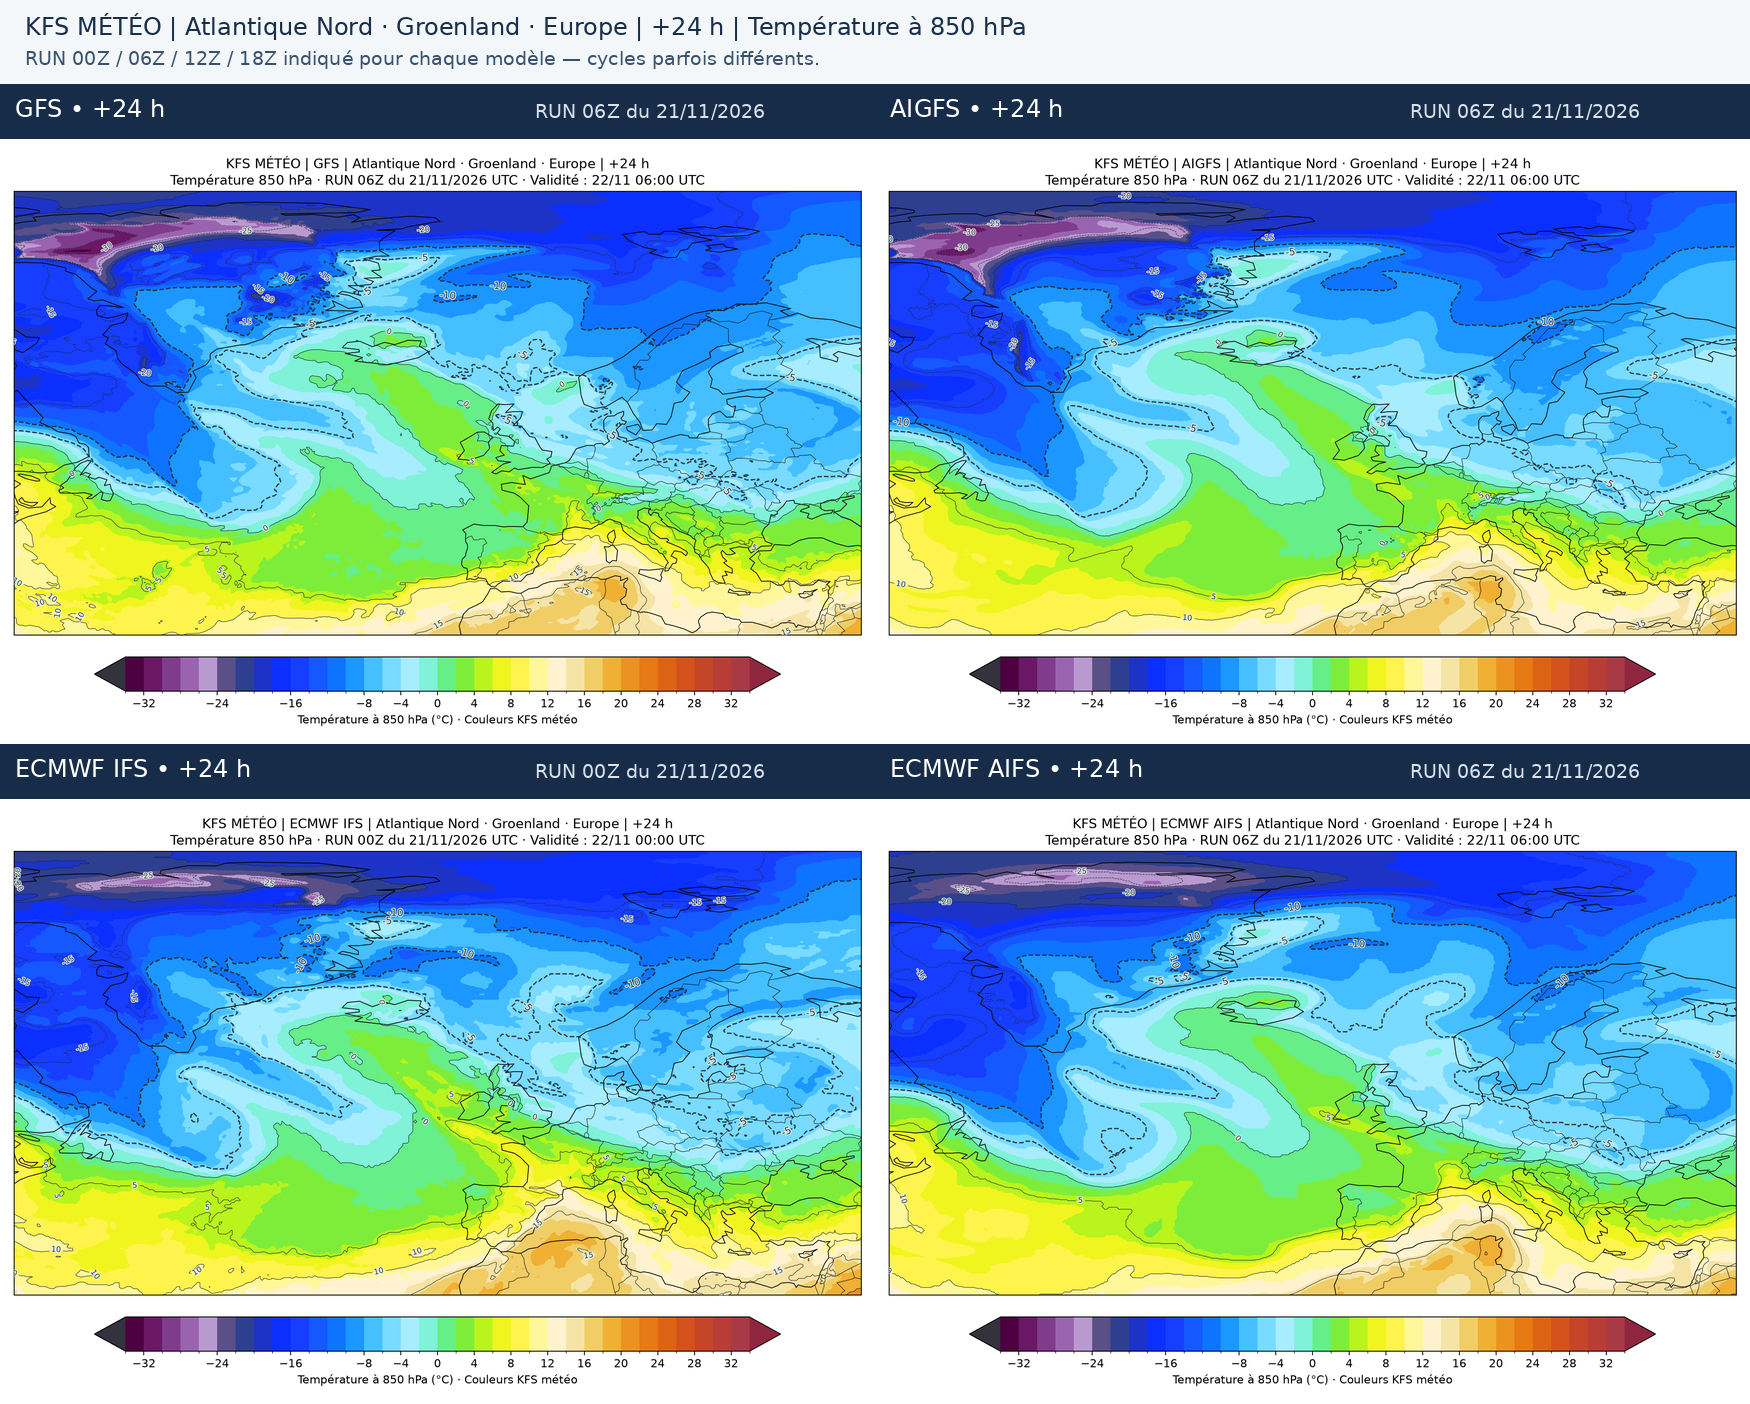 KFS MÉTÉO | Atlantique Nord · Groenland · Europe | +24 h | Température à 850 hPa
RUN 00Z / 06Z / 12Z / 18Z indiqué pour chaque modèle — cycles parfois différents.
GFS • +24 h
RUN 06Z du 21/11/2026
AIGFS • +24 h
RUN 06Z du 21/11/2026
KFS MÉTÉO | GFS | Atlantique Nord · Groenland · Europe | +24 h
Température 850 hPa · RUN 06Z du 21/11/2026 UTC · Validité : 22/11 06:00 UTC
KFS MÉTÉO | AIGFS | Atlantique Nord · Groenland · Europe | +24 h
Température 850 hPa · RUN 06Z du 21/11/2026 UTC · Validité : 22/11 06:00 UTC
−32 −24 −16 −8 −4 0 4 8 12 16 20 24 28 32
Température à 850 hPa (°C) · Couleurs KFS météo
−32 −24 −16 −8 −4 0 4 8 12 16 20 24 28 32
Température à 850 hPa (°C) · Couleurs KFS météo
ECMWF IFS • +24 h
RUN 00Z du 21/11/2026
ECMWF AIFS • +24 h
RUN 06Z du 21/11/2026
KFS MÉTÉO | ECMWF IFS | Atlantique Nord · Groenland · Europe | +24 h
Température 850 hPa · RUN 00Z du 21/11/2026 UTC · Validité : 22/11 00:00 UTC
KFS MÉTÉO | ECMWF AIFS | Atlantique Nord · Groenland · Europe | +24 h
Température 850 hPa · RUN 06Z du 21/11/2026 UTC · Validité : 22/11 06:00 UTC
−32 −24 −16 −8 −4 0 4 8 12 16 20 24 28 32
Température à 850 hPa (°C) · Couleurs KFS météo
−32 −24 −16 −8 −4 0 4 8 12 16 20 24 28 32
Température à 850 hPa (°C) · Couleurs KFS météo